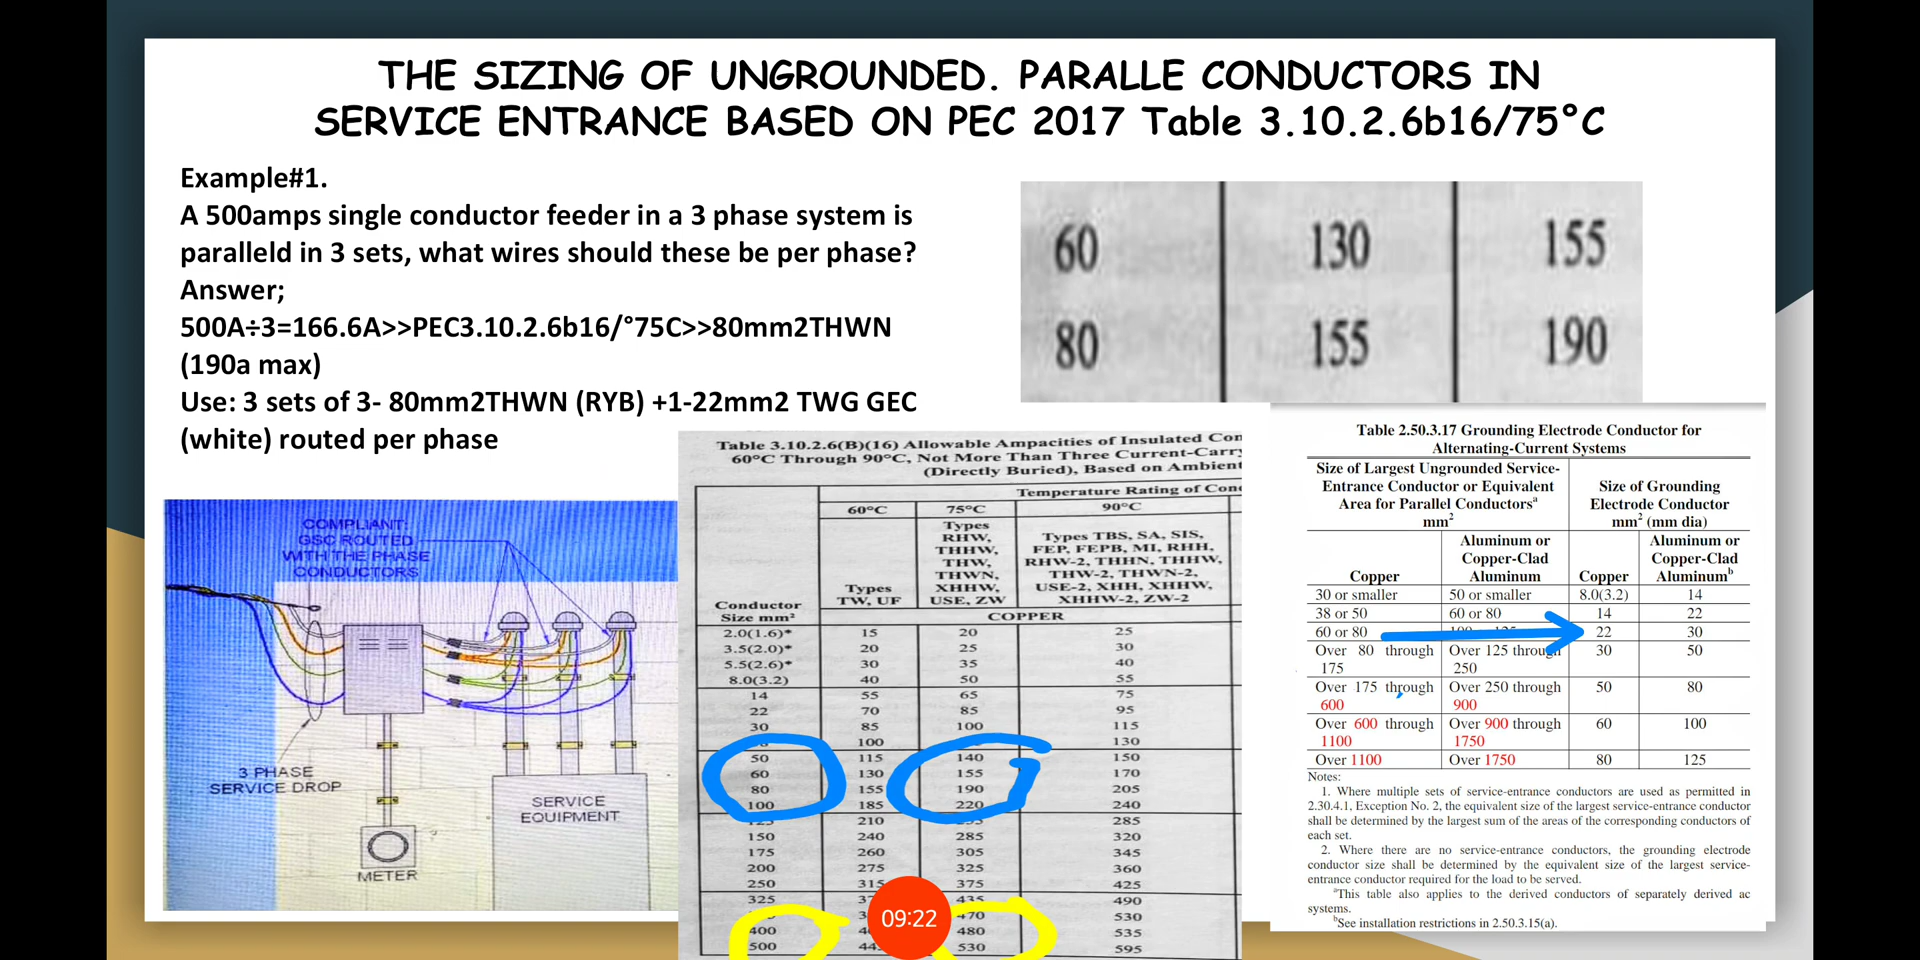 THE SIZING OF UNGROUNDED. PARALLE CONDUCTORS IN
SERVICE ENTRANCE BASED ON PEC 2017 Table 3.10.2.6b16/75°C
Example#1.
A 500amps single conductor feeder in a 3 phase system is
paralleld in 3 sets, what wires should these be per phase?
Answer;
500A÷3=166.6A>>PEC3.10.2.6b16/°75C>>80mm2THWN
(190a max)
Use: 3 sets of 3- 80mm2THWN (RYB) +1-22mm2 TWG GEC
(white) routed per phase
60 130 155
80 155 190
COMPLIANT:
GSC ROUTED
WITH THE PHASE
CONDUCTORS
3 PHASE
SERVICE DROP
SERVICE
EQUIPMENT
METER
Table 3.10.2.6(B)(16) Allowable Ampacities of Insulated
60°C Through 90°C, Not More Than Three
(Directly Buried), Based on
Temperature Rating of
60°C 75°C 90°C
Types
RHW,
THHW,
THW,
THWN,
XHHW,
USE, ZW
Types TBS, SA, SIS,
FEP, FEPB, MI, RHH,
RHW-2, THHN, THHW,
THW-2, THWN-2,
USE-2, XHH, XHHW,
XHHW-2, ZW-2
Types
TW, UF
Conductor
Size mm²
COPPER
2.0(1.6)* 15 20 25
3.5(2.0)* 20 25 30
5.5(2.6)* 30 35 40
8.0(3.2) 40 50 55
14 55 65 75
22 70 85 95
30 85 100 115
100 130
50 115 140 150
60 130 155 170
80 155 190 205
100 185 220 240
210 285
150 240 285 320
175 260 305 345
200 275 325 360
250 315 375 425
325 435 490
470 530
400 480 535
500 530 595
09:22
Table 2.50.3.17 Grounding Electrode Conductor for
Alternating-Current Systems
Size of Largest Ungrounded Service-
Entrance Conductor or Equivalent
Area for Parallel Conductorsª
mm²
Size of Grounding
Electrode Conductor
mm² (mm dia)
Copper
Aluminum or
Copper-Clad
Aluminum
Copper
Aluminum or
Copper-Clad
Aluminumᵇ
30 or smaller 50 or smaller 8.0(3.2) 14
38 or 50 60 or 80 14 22
60 or 80 22 30
Over 80 through 175 Over 125 through 250 30 50
Over 175 through 600 Over 250 through 900 50 80
Over 600 through 1100 Over 900 through 1750 60 100
Over 1100 Over 1750 80 125
Notes:
1. Where multiple sets of service-entrance conductors are used as permitted in
2.30.4.1, Exception No. 2, the equivalent size of the largest service-entrance conductor
shall be determined by the largest sum of the areas of the corresponding conductors of
each set.
2. Where there are no service-entrance conductors, the grounding electrode
conductor size shall be determined by the equivalent size of the largest service-
entrance conductor required for the load to be served.
ªThis table also applies to the derived conductors of separately derived ac
systems.
ᵇSee installation restrictions in 2.50.3.15(a).